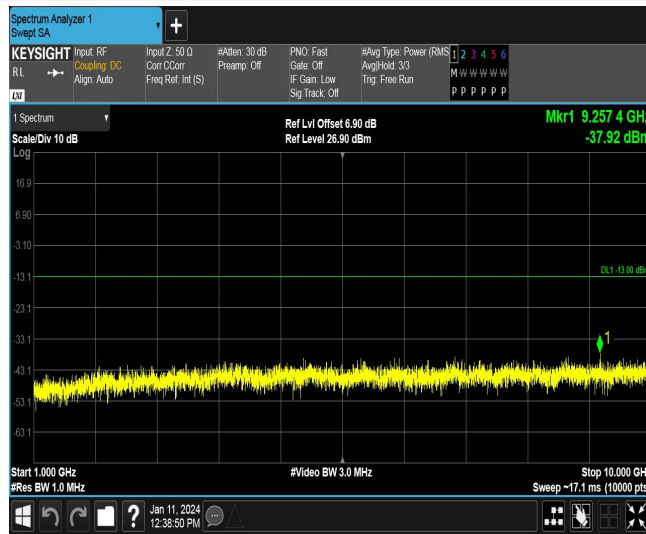 Spectrum Analyzer 1
Swept SA
KEYSIGHT
RL
LXI
Input: RF
Coupling: DC
Align: Auto
Input Z: 50 Ω
Corr CCorr
Freq Ref: Int (S)
#Atten: 30 dB
Preamp: Off
PNO: Fast
Gate: Off
IF Gain: Low
Sig Track: Off
#Avg Type: Power (RMS
Avg|Hold: 3/3
Trig: Free Run
1 2 3 4 5 6
M W W W W W
P P P P P P
1 Spectrum
Scale/Div 10 dB
Ref Lvl Offset 6.90 dB
Ref Level 26.90 dBm
Mkr1 9.257 4 GHz
-37.92 dBm
Log
16.9
6.90
-3.10
-13.1
DL1 -13.00 dBm
-23.1
-33.1
1
-43.1
-53.1
-63.1
Start 1.000 GHz
#Video BW 3.0 MHz
Stop 10.000 GHz
#Res BW 1.0 MHz
Sweep ~17.1 ms (10000 pts
?
Jan 11, 2024
12:38:50 PM